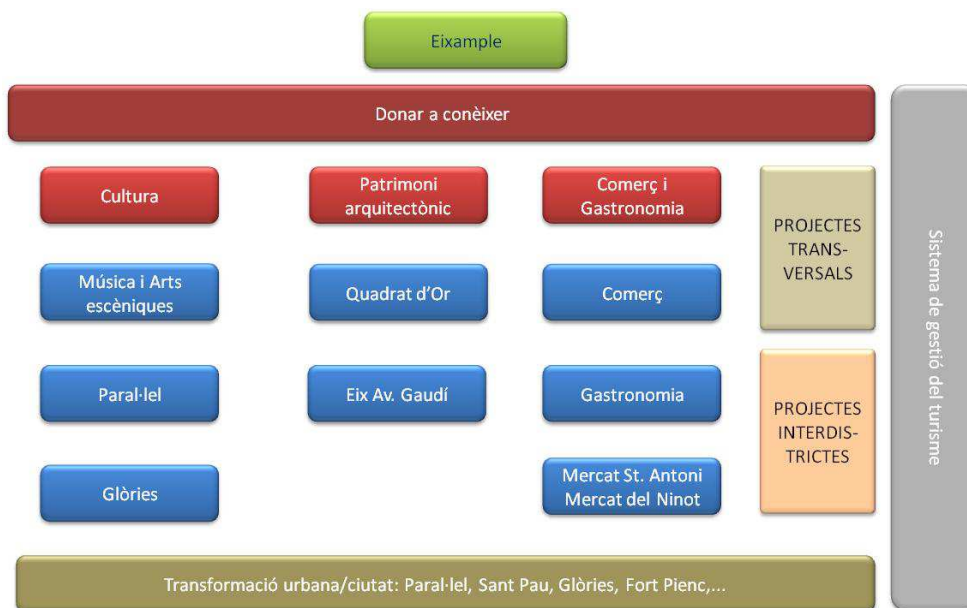 Eixample
Donar a conèixer
Cultura
Patrimoni
arquitectònic
Comerç i
Gastronomia
PROJECTES
TRANS-
VERSALS
Música i Arts
escèniques
Quadrat d'Or
Comerç
Paral·lel
Eix Av. Gaudí
Gastronomia
PROJECTES
INTERDIS-
TRICTES
Glòries
Mercat St. Antoni
Mercat del Ninot
Sistema de gestió del turisme
Transformació urbana/ciutat: Paral·lel, Sant Pau, Glòries, Fort Pienc,...